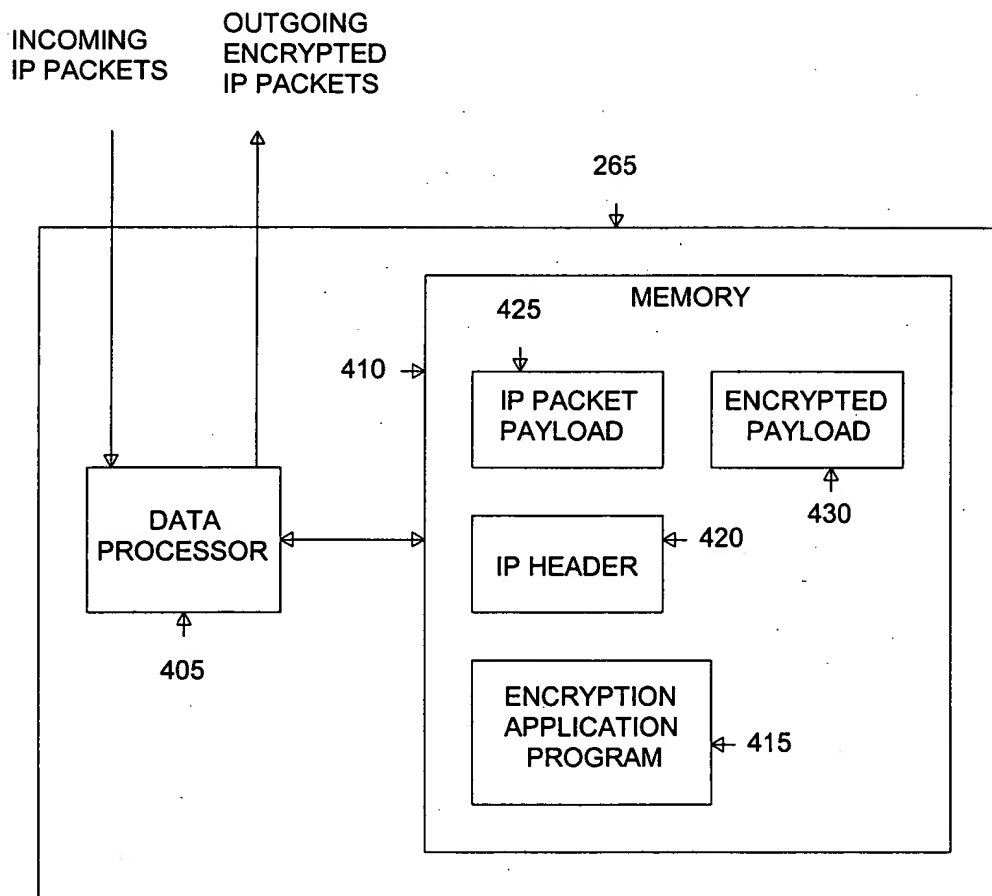 INCOMING
IP PACKETS
OUTGOING
ENCRYPTED
IP PACKETS
265
MEMORY
425
410
IP PACKET
PAYLOAD
ENCRYPTED
PAYLOAD
430
DATA
PROCESSOR
405
IP HEADER
420
ENCRYPTION
APPLICATION
PROGRAM
415